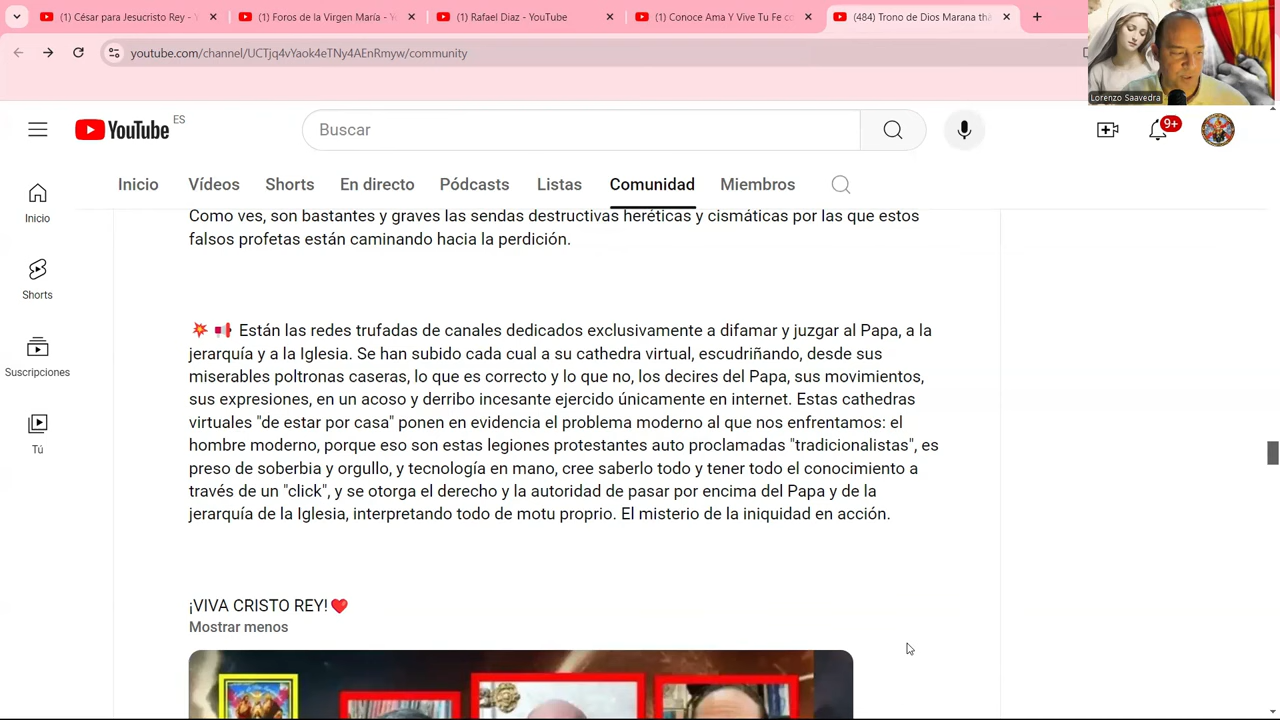 (1) César para Jesucristo Rey - Y
(1) Foros de la Virgen María - Y
(1) Rafael Diaz - YouTube
(1) Conoce Ama Y Vive Tu Fe co
(484) Trono de Dios Marana tha
youtube.com/channel/UCTjq4vYaok4eTNy4AEnRmyw/community
Lorenzo Saavedra
YouTube ES
Buscar
9+
Inicio Vídeos Shorts En directo Pódcasts Listas Comunidad Miembros
Inicio
Shorts
Suscripciones
Tú
Como ves, son bastantes y graves las sendas destructivas heréticas y cismáticas por las que estos
falsos profetas están caminando hacia la perdición.
Están las redes trufadas de canales dedicados exclusivamente a difamar y juzgar al Papa, a la
jerarquía y a la Iglesia. Se han subido cada cual a su cathedra virtual, escudriñando, desde sus
miserables poltronas caseras, lo que es correcto y lo que no, los decires del Papa, sus movimientos,
sus expresiones, en un acoso y derribo incesante ejercido únicamente en internet. Estas cathedras
virtuales "de estar por casa" ponen en evidencia el problema moderno al que nos enfrentamos: el
hombre moderno, porque eso son estas legiones protestantes auto proclamadas "tradicionalistas", es
preso de soberbia y orgullo, y tecnología en mano, cree saberlo todo y tener todo el conocimiento a
través de un "click", y se otorga el derecho y la autoridad de pasar por encima del Papa y de la
jerarquía de la Iglesia, interpretando todo de motu proprio. El misterio de la iniquidad en acción.
¡VIVA CRISTO REY!
Mostrar menos